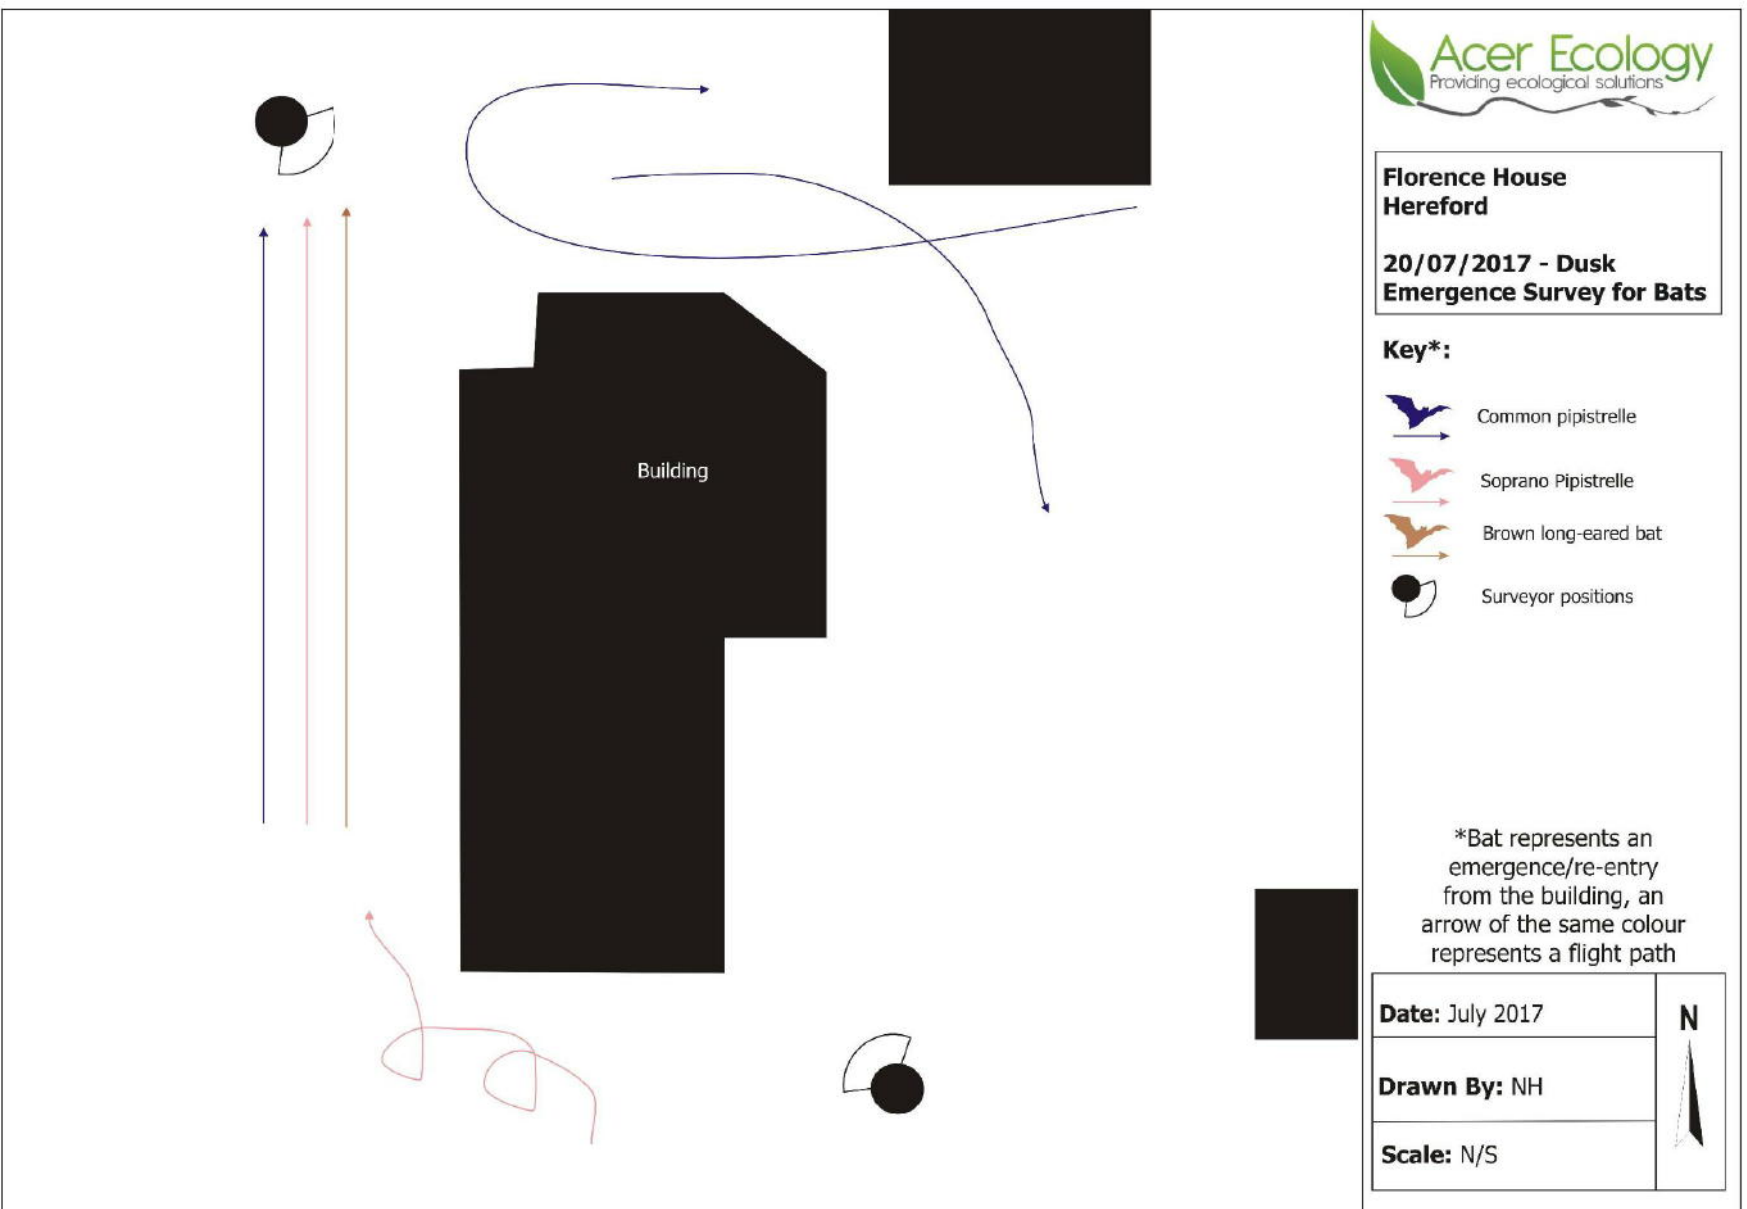 Acer Ecology
Providing ecological solutions
Florence House
Hereford
20/07/2017 - Dusk
Emergence Survey for Bats
Key*:
Common pipistrelle
Soprano Pipistrelle
Brown long-eared bat
Surveyor positions
Building
*Bat represents an
emergence/re-entry
from the building, an
arrow of the same colour
represents a flight path
Date: July 2017
N
Drawn By: NH
Scale: N/S